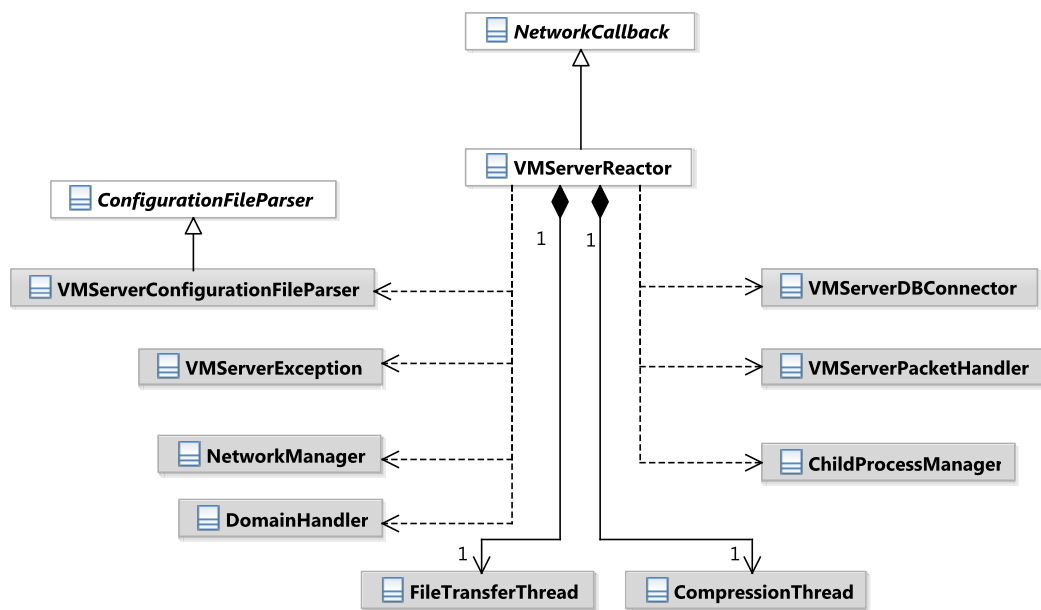 NetworkCallback
VMServerReactor
ConfigurationFileParser
1
1
VMServerConfigurationFileParser
VMServerDBConnector
VMServerException
VMServerPacketHandler
NetworkManager
ChildProcessManager
DomainHandler
1
1
FileTransferThread
CompressionThread